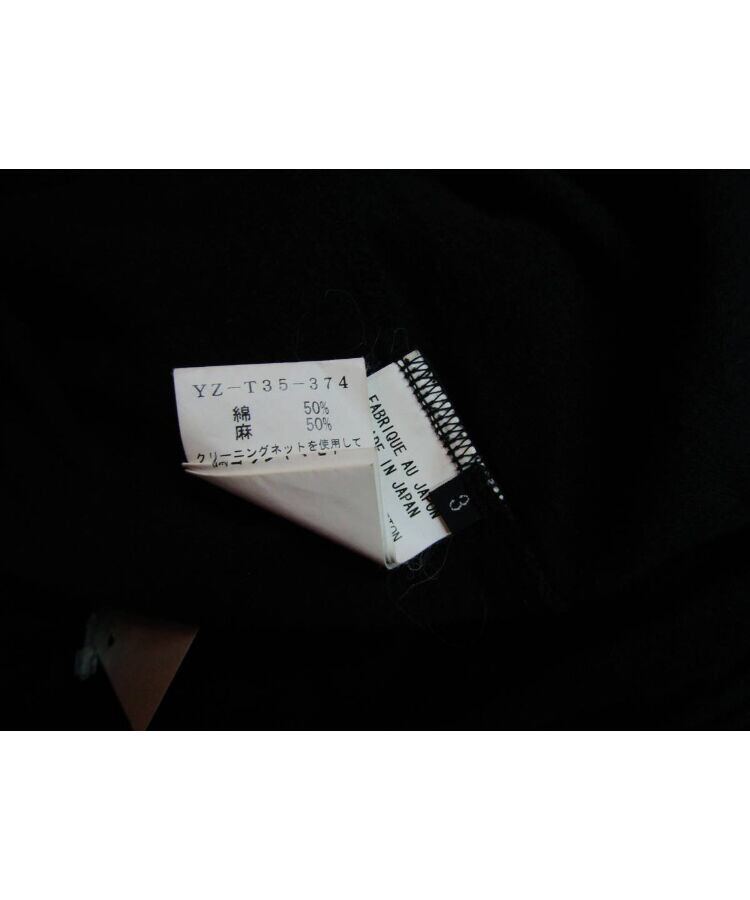 YZ-T35-374
綿 50%
麻 50%
クリーニングネットを使用して
FABRIQUE AU JAPON
IN JAPAN
3